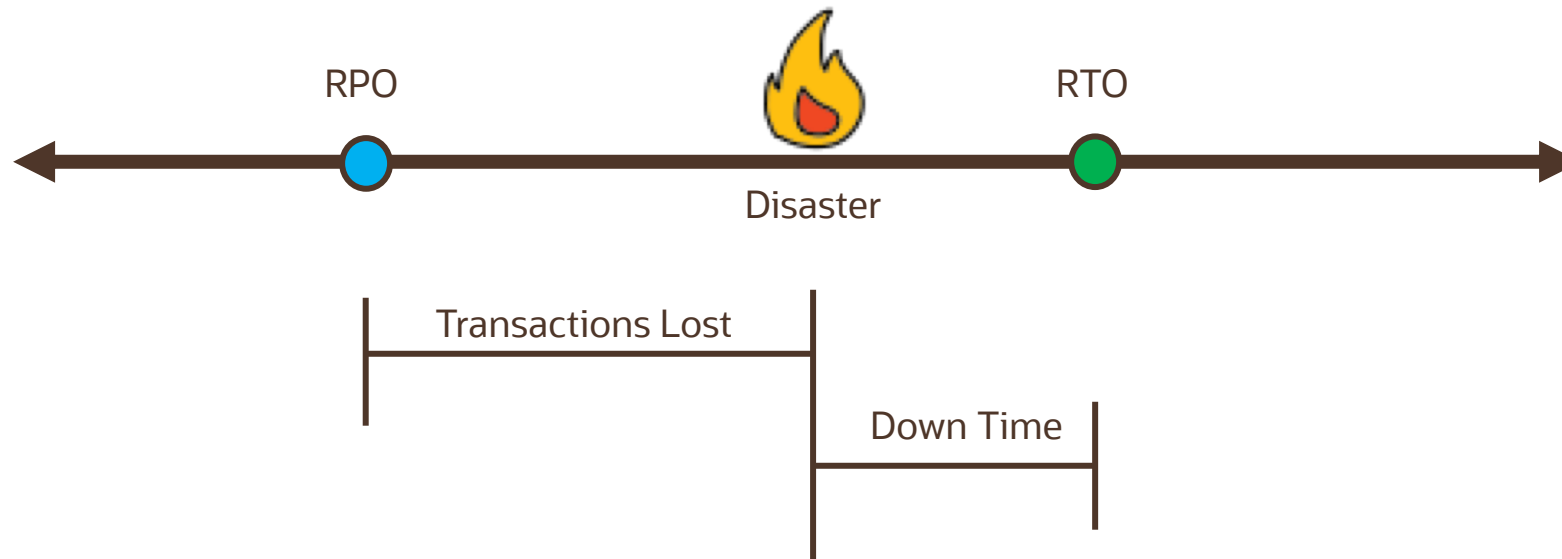 RPO
RTO
Disaster
Transactions Lost
Down Time